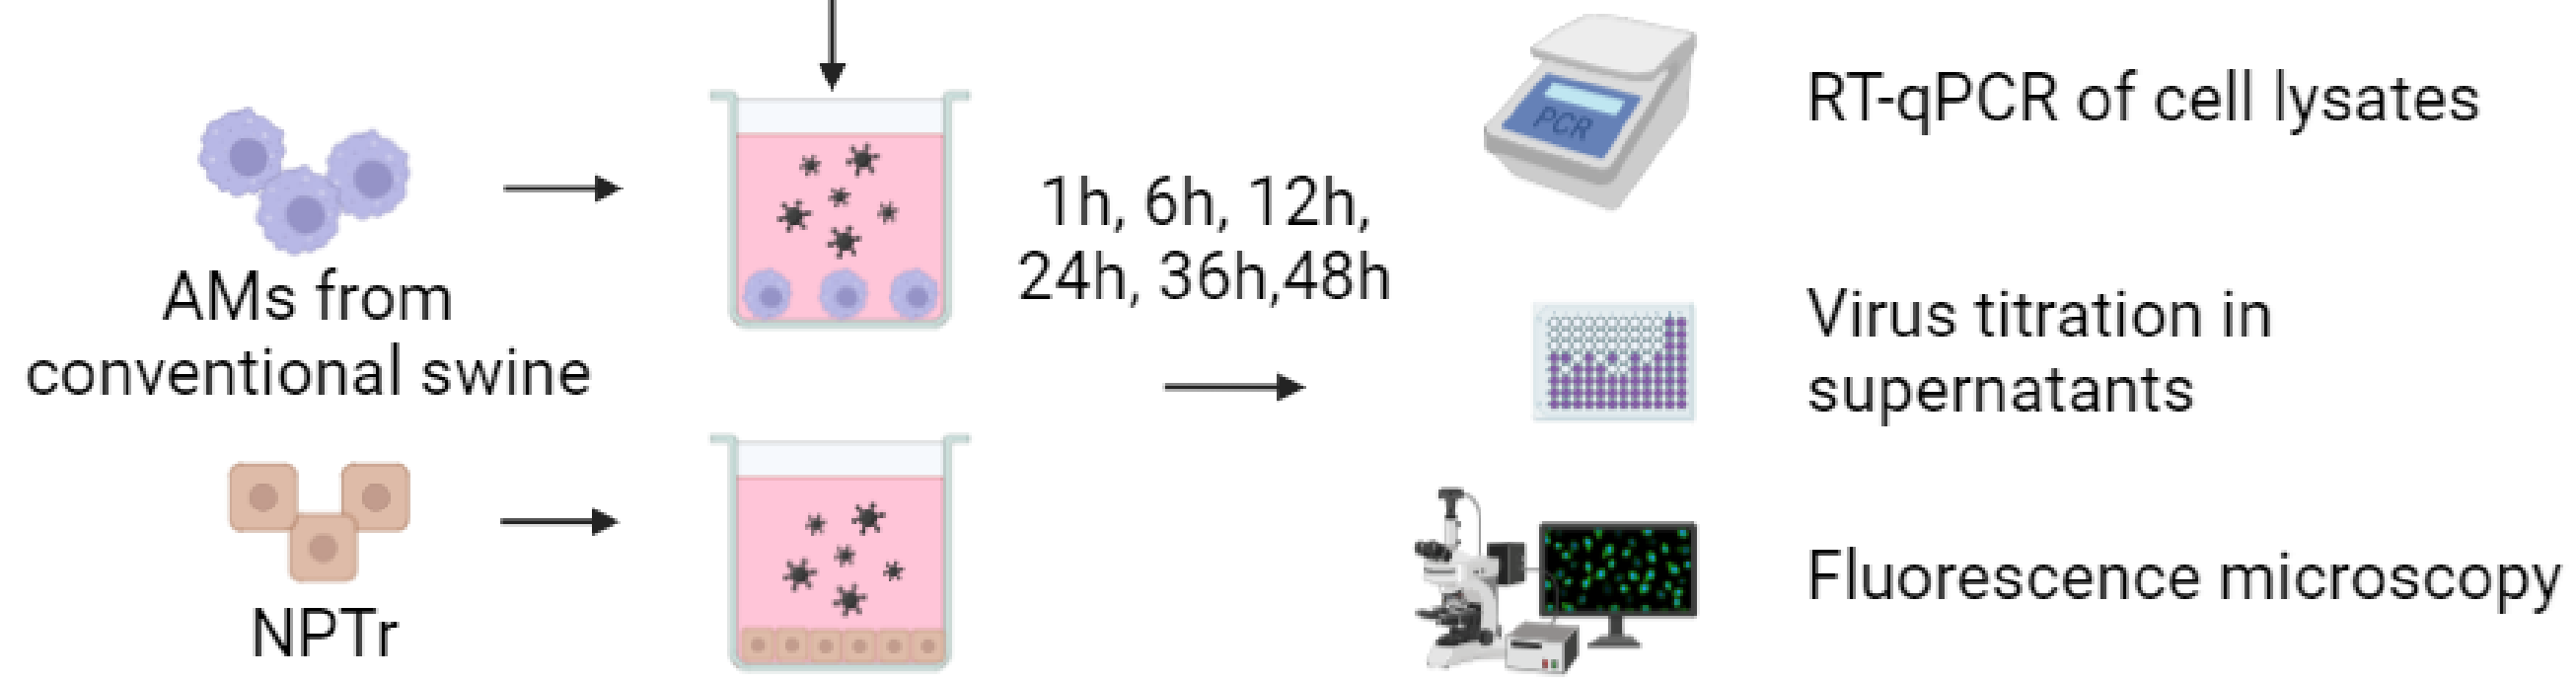 AMs from
conventional swine
NPTr
1h, 6h, 12h,
24h, 36h,48h
PCR
RT-qPCR of cell lysates
Virus titration in
supernatants
Fluorescence microscopy